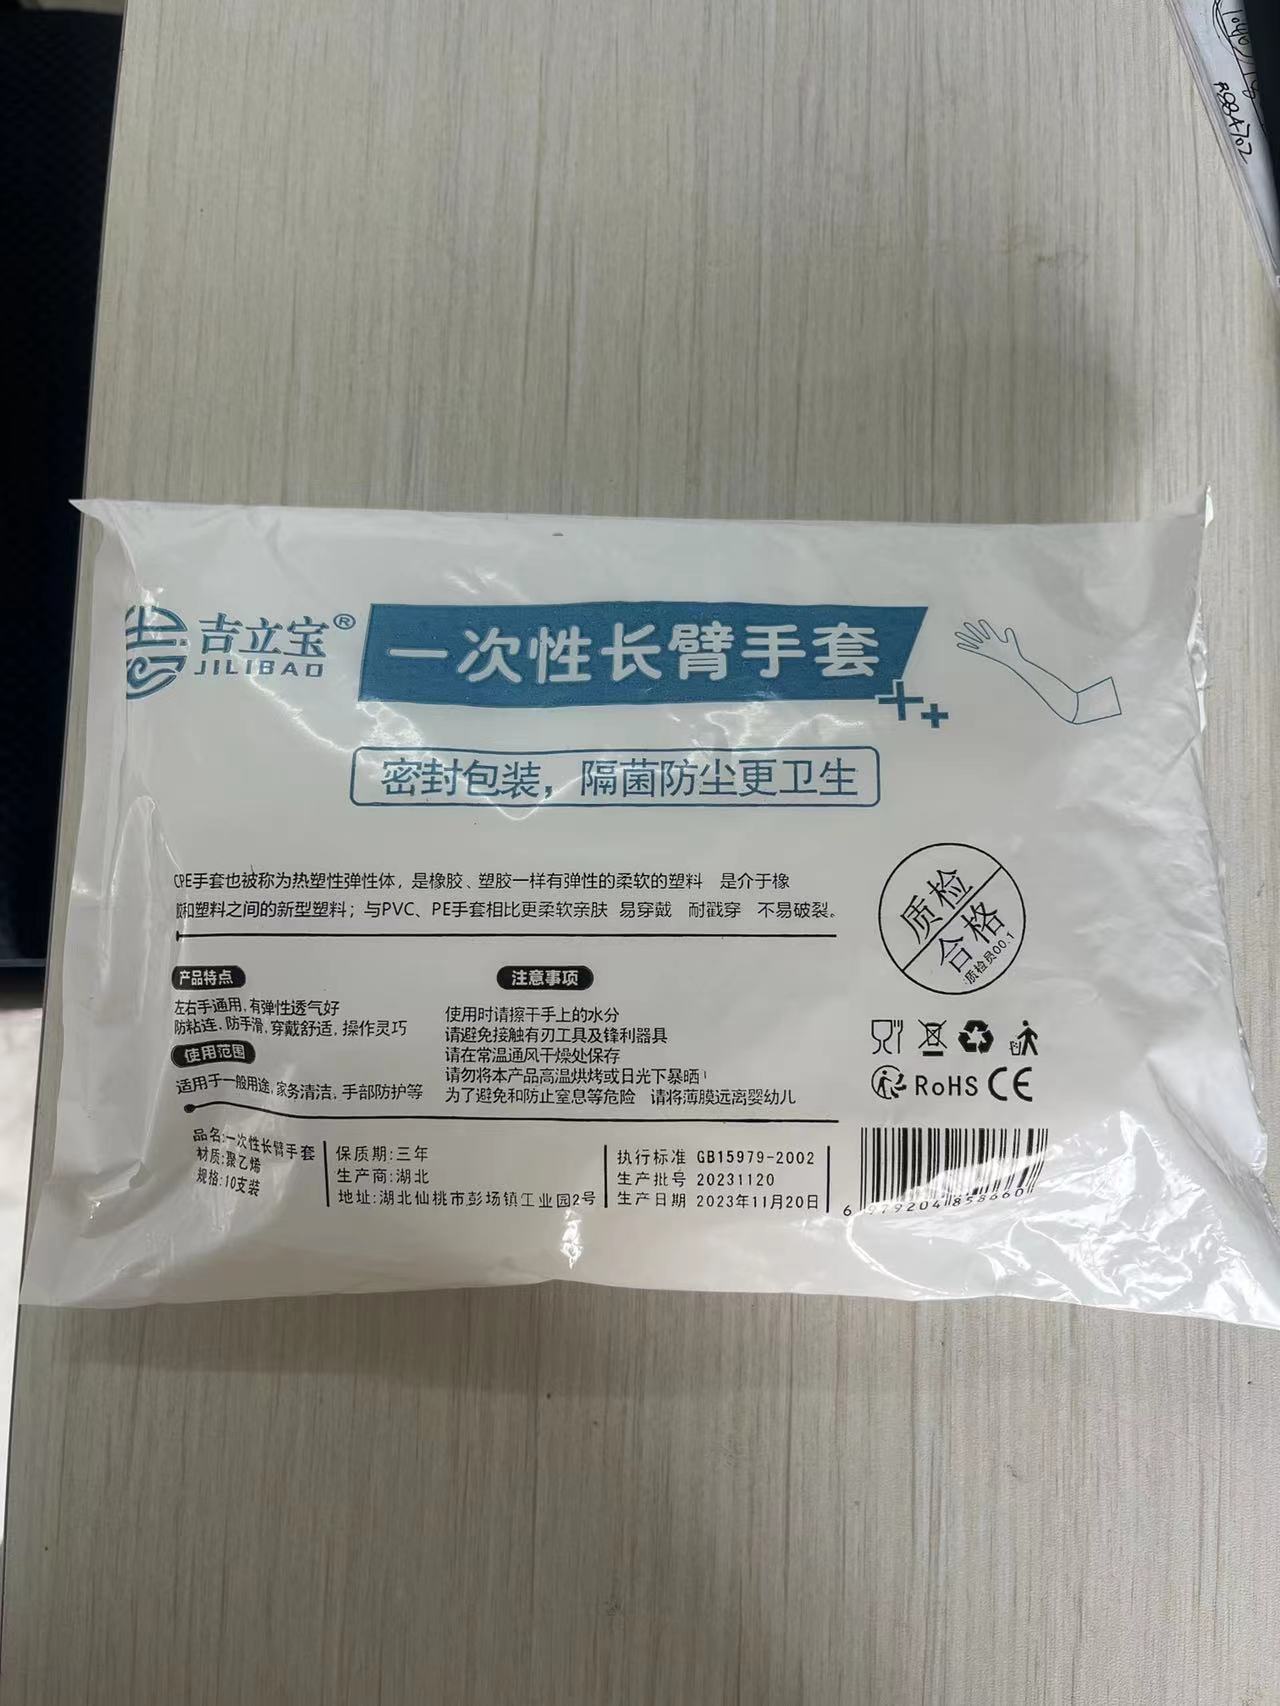 吉立宝®
JILIBAO
一次性长臂手套
密封包装，隔菌防尘更卫生
CPE手套也被称为热塑性弹性体，是橡胶、塑胶一样有弹性的柔软的塑料 是介于橡
胶和塑料之间的新型塑料；与PVC、PE手套相比更柔软亲肤 易穿戴 耐戳穿 不易破裂。
质检
合格
质检员00:1
产品特点
左右手通用，有弹性透气好
防粘连，防手滑，穿戴舒适，操作灵巧
使用范围
适用于一般用途，家务清洁，手部防护等
注意事项
使用时请擦干手上的水分
请避免接触有刃工具及锋利器具
请在常温通风干燥处保存
请勿将本产品高温烘烤或日光下暴晒
为了避免和防止窒息等危险 请将薄膜远离婴幼儿
RoHS CE
品名:一次性长臂手套
材质:聚乙烯
规格:10支装
保质期:三年
生产商:湖北
地址:湖北仙桃市彭场镇工业园2号
执行标准 GB15979-2002
生产批号 20231120
生产日期 2023年11月20日
6 979204 858660